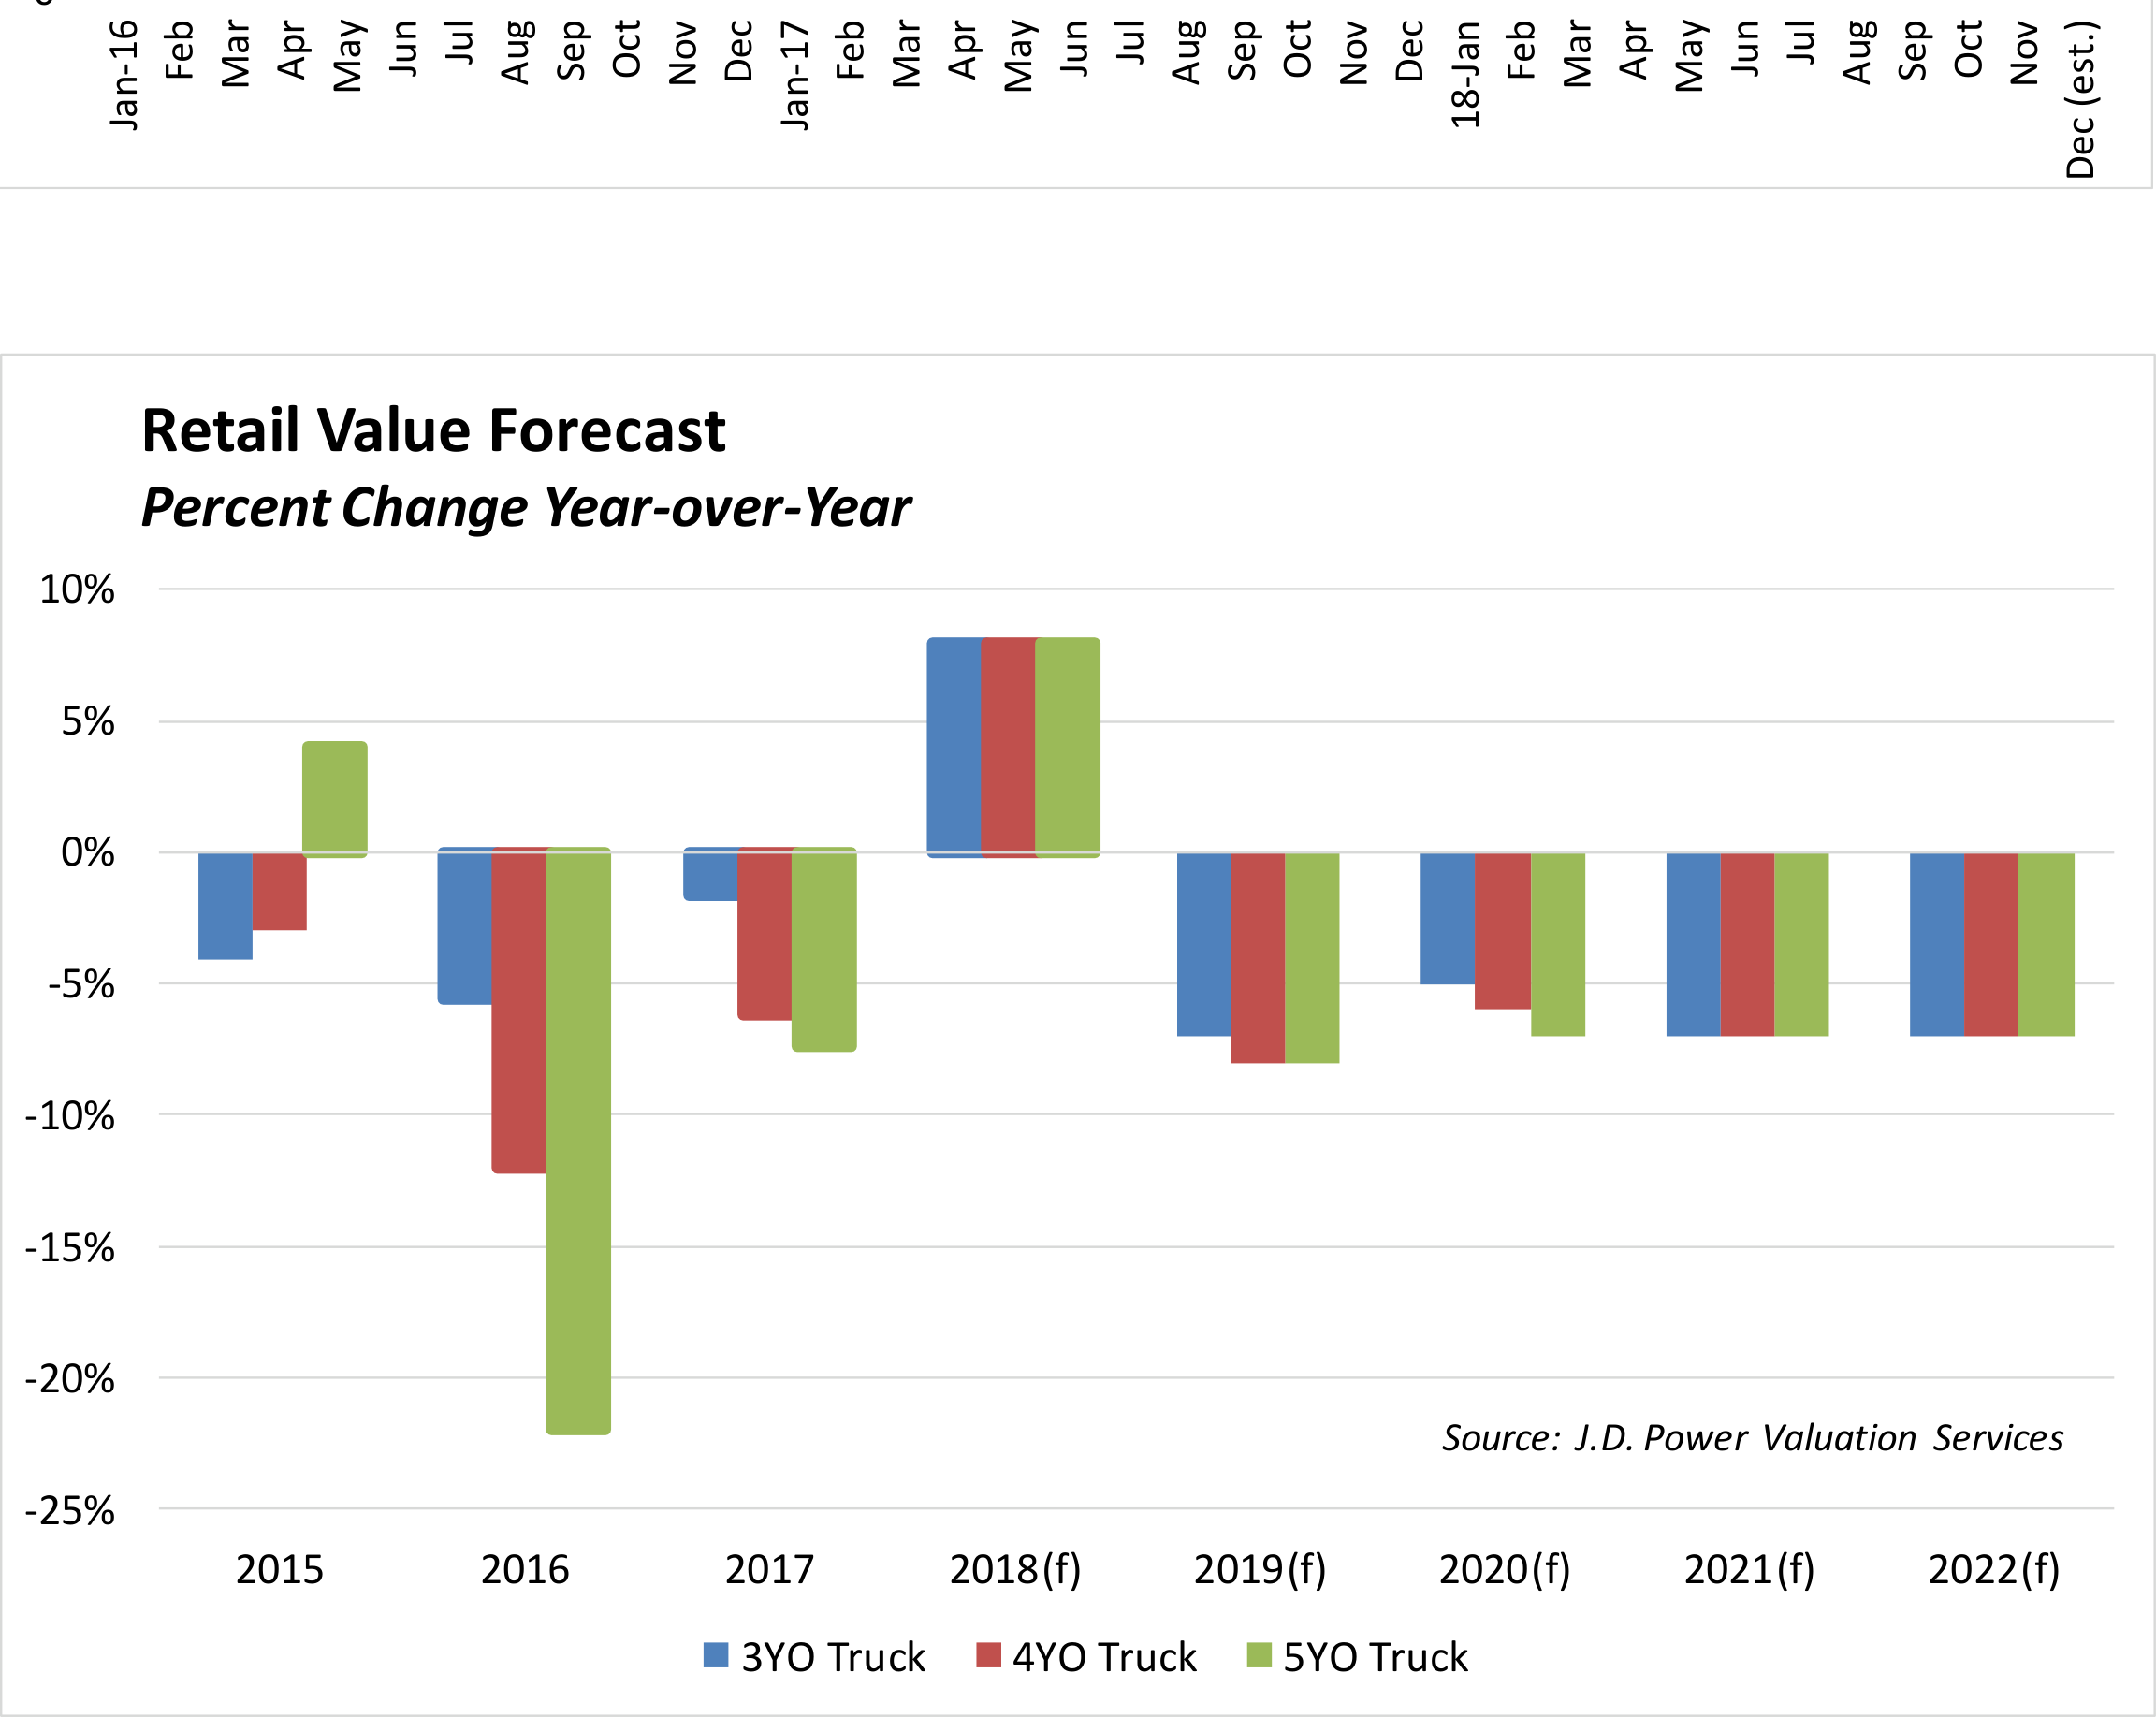 Jan-16
Feb
Mar
Apr
May
Jun
Jul
Aug
Sep
Oct
Nov
Dec
Jan-17
Feb
Mar
Apr
May
Jun
Jul
Aug
Sep
Oct
Nov
Dec
18-Jan
Feb
Mar
Apr
May
Jun
Jul
Aug
Sep
Oct
Nov
Dec (est.)
Retail Value Forecast
Percent Change Year-over-Year
10%
5%
0%
-5%
-10%
-15%
-20%
-25%
Source: J.D. Power Valuation Services
2015 2016 2017 2018(f) 2019(f) 2020(f) 2021(f) 2022(f)
3YO Truck 4YO Truck 5YO Truck